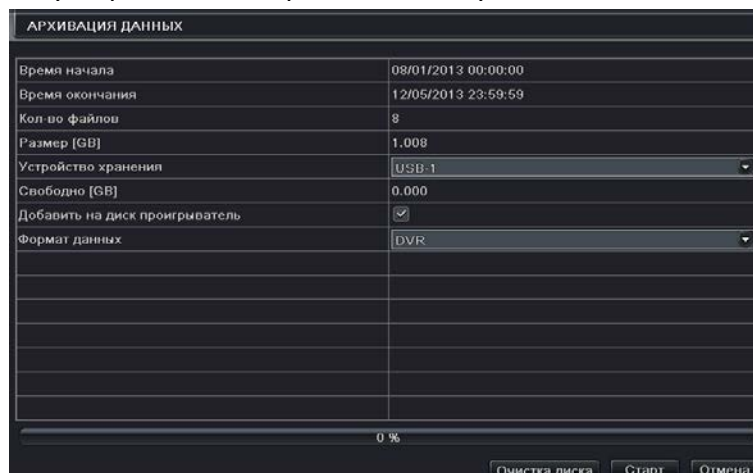 АРХИВАЦИЯ ДАННЫХ
Время начала 08/01/2013 00:00:00
Время окончания 12/05/2013 23:59:59
Кол-во файлов 8
Размер [GB] 1.008
Устройство хранения USB-1
Свободно [GB] 0.000
Добавить на диск проигрыватель
Формат данных DVR
0 %
Очистка диска Старт Отмена